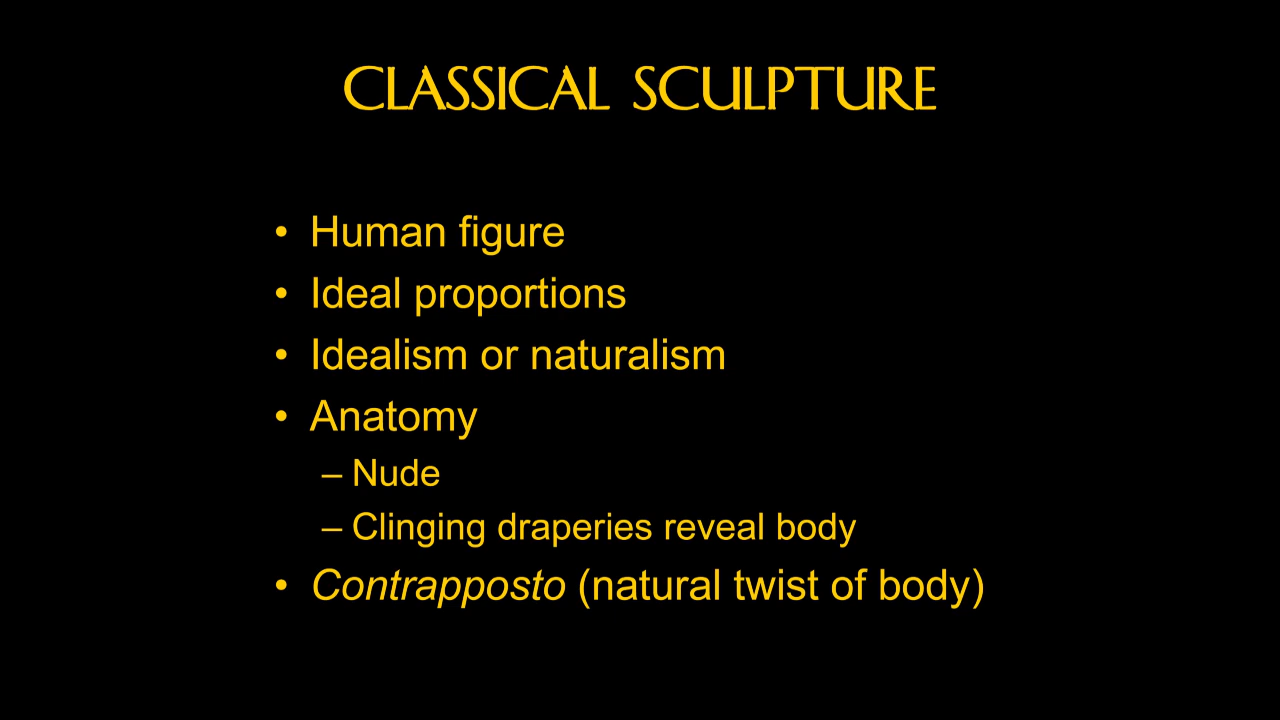 CLASSICAL SCULPTURE
• Human figure
• Ideal proportions
• Idealism or naturalism
• Anatomy
– Nude
– Clinging draperies reveal body
• Contrapposto (natural twist of body)